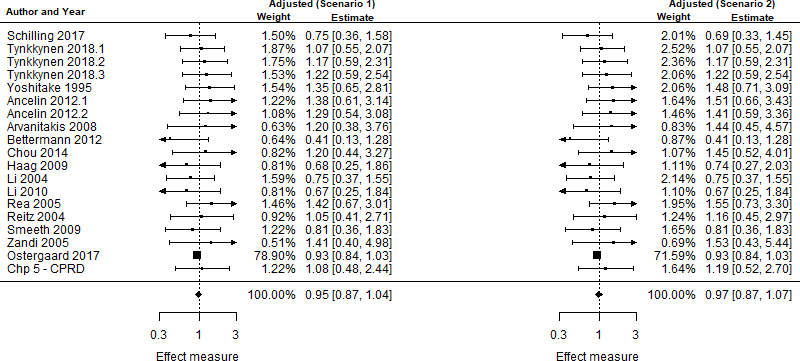 Author and Year Adjusted (Scenario 1) Adjusted (Scenario 2)
Weight Estimate Weight Estimate
Schilling 2017 1.50% 0.75 [0.36, 1.58] 2.01% 0.69 [0.33, 1.45]
Tynkkynen 2018.1 1.87% 1.07 [0.55, 2.07] 2.52% 1.07 [0.55, 2.07]
Tynkkynen 2018.2 1.75% 1.17 [0.59, 2.31] 2.36% 1.17 [0.59, 2.31]
Tynkkynen 2018.3 1.53% 1.22 [0.59, 2.54] 2.06% 1.22 [0.59, 2.54]
Yoshitake 1995 1.54% 1.35 [0.65, 2.81] 2.06% 1.48 [0.71, 3.09]
Ancelin 2012.1 1.22% 1.38 [0.61, 3.14] 1.64% 1.51 [0.66, 3.43]
Ancelin 2012.2 1.08% 1.29 [0.54, 3.08] 1.46% 1.41 [0.59, 3.36]
Arvanitakis 2008 0.63% 1.20 [0.38, 3.76] 0.83% 1.44 [0.45, 4.57]
Bettermann 2012 0.64% 0.41 [0.13, 1.28] 0.87% 0.41 [0.13, 1.28]
Chou 2014 0.82% 1.20 [0.44, 3.27] 1.07% 1.45 [0.52, 4.01]
Haag 2009 0.81% 0.68 [0.25, 1.86] 1.11% 0.74 [0.27, 2.03]
Li 2004 1.59% 0.75 [0.37, 1.55] 2.14% 0.75 [0.37, 1.55]
Li 2010 0.81% 0.67 [0.25, 1.84] 1.10% 0.67 [0.25, 1.84]
Rea 2005 1.46% 1.42 [0.67, 3.01] 1.95% 1.55 [0.73, 3.30]
Reitz 2004 0.92% 1.05 [0.41, 2.71] 1.24% 1.16 [0.45, 2.97]
Smeeth 2009 1.22% 0.81 [0.36, 1.83] 1.65% 0.81 [0.36, 1.83]
Zandi 2005 0.51% 1.41 [0.40, 4.98] 0.69% 1.53 [0.43, 5.44]
Ostergaard 2017 78.90% 0.93 [0.84, 1.03] 71.59% 0.93 [0.84, 1.03]
Chp 5 - CPRD 1.22% 1.08 [0.48, 2.44] 1.64% 1.19 [0.52, 2.70]
100.00% 0.95 [0.87, 1.04] 100.00% 0.97 [0.87, 1.07]
0.3 1 3 0.3 1 3
Effect measure Effect measure